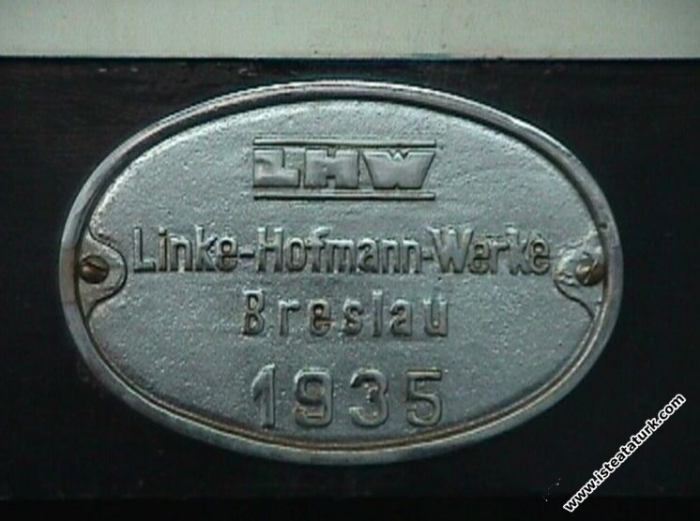 LHW
Linke-Hofmann-Werke
Breslau
1935
www.isteataturk.com